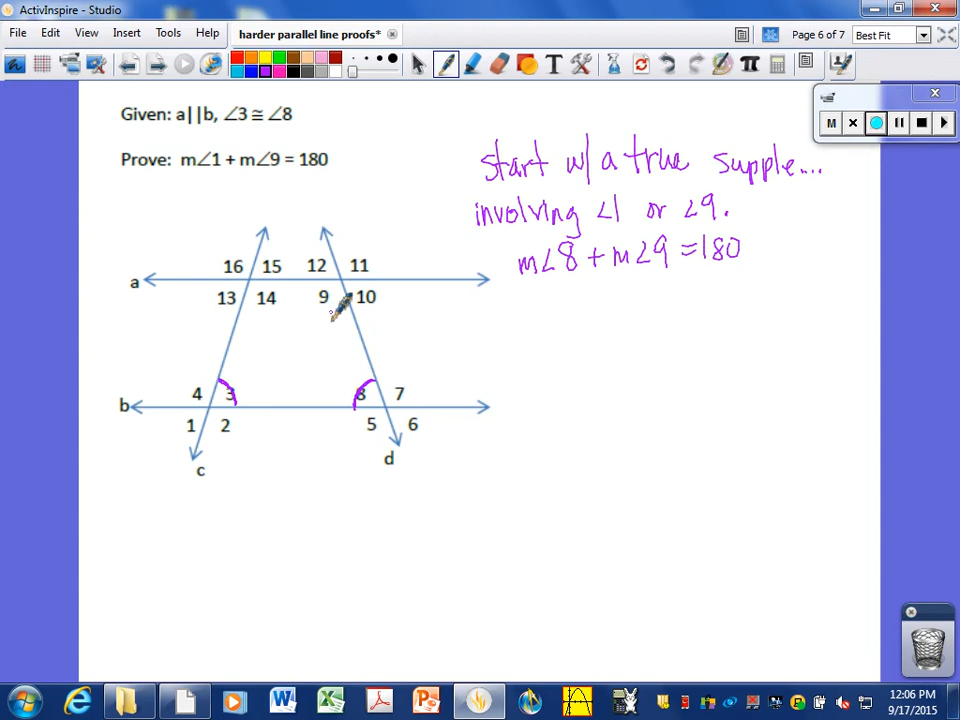 ActivInspire - Studio
File Edit View Insert Tools Help
harder parallel line proofs*
Page 6 of 7
Best Fit
Given: a||b, ∠3 ≅ ∠8
Prove: m∠1 + m∠9 = 180
start w/ a true supple...
involving ∠1 or ∠9.
m∠8 + m∠9 = 180
M
16 15 12 11
a
13 14 9 10
4 3 8 7
b
1 2 5 6
d
c
12:06 PM
9/17/2015